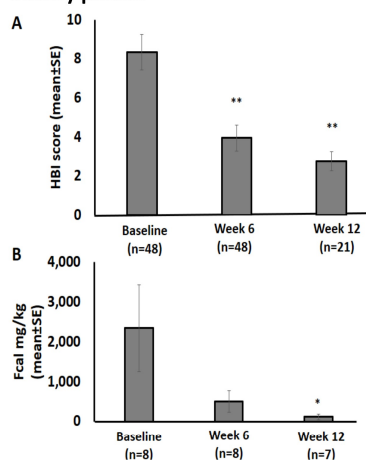 A
HBI score (mean±SE)
10
8
6
4
2
0
**
**
Baseline
(n=48)
Week 6
(n=48)
Week 12
(n=21)
B
Fcal mg/kg
(mean±SE)
4,000
3,000
2,000
1,000
0
*
Baseline
(n=8)
Week 6
(n=8)
Week 12
(n=7)